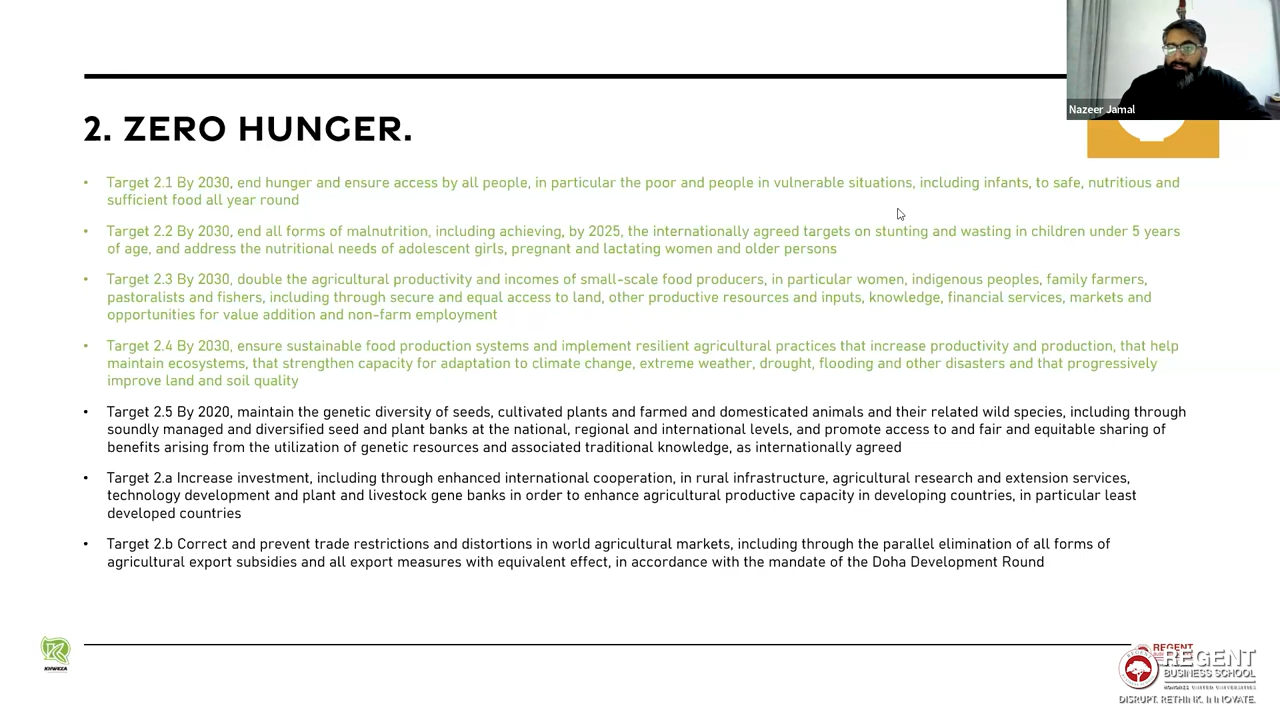 Nazeer Jamal
2. ZERO HUNGER.
• Target 2.1 By 2030, end hunger and ensure access by all people, in particular the poor and people in vulnerable situations, including infants, to safe, nutritious and
sufficient food all year round
• Target 2.2 By 2030, end all forms of malnutrition, including achieving, by 2025, the internationally agreed targets on stunting and wasting in children under 5 years
of age, and address the nutritional needs of adolescent girls, pregnant and lactating women and older persons
• Target 2.3 By 2030, double the agricultural productivity and incomes of small-scale food producers, in particular women, indigenous peoples, family farmers,
pastoralists and fishers, including through secure and equal access to land, other productive resources and inputs, knowledge, financial services, markets and
opportunities for value addition and non-farm employment
• Target 2.4 By 2030, ensure sustainable food production systems and implement resilient agricultural practices that increase productivity and production, that help
maintain ecosystems, that strengthen capacity for adaptation to climate change, extreme weather, drought, flooding and other disasters and that progressively
improve land and soil quality
• Target 2.5 By 2020, maintain the genetic diversity of seeds, cultivated plants and farmed and domesticated animals and their related wild species, including through
soundly managed and diversified seed and plant banks at the national, regional and international levels, and promote access to and fair and equitable sharing of
benefits arising from the utilization of genetic resources and associated traditional knowledge, as internationally agreed
• Target 2.a Increase investment, including through enhanced international cooperation, in rural infrastructure, agricultural research and extension services,
technology development and plant and livestock gene banks in order to enhance agricultural productive capacity in developing countries, in particular least
developed countries
• Target 2.b Correct and prevent trade restrictions and distortions in world agricultural markets, including through the parallel elimination of all forms of
agricultural export subsidies and all export measures with equivalent effect, in accordance with the mandate of the Doha Development Round
KHWEZA
REGENT
REGENT
BUSINESS SCHOOL
DISRUPT. RETHINK. INNOVATE.